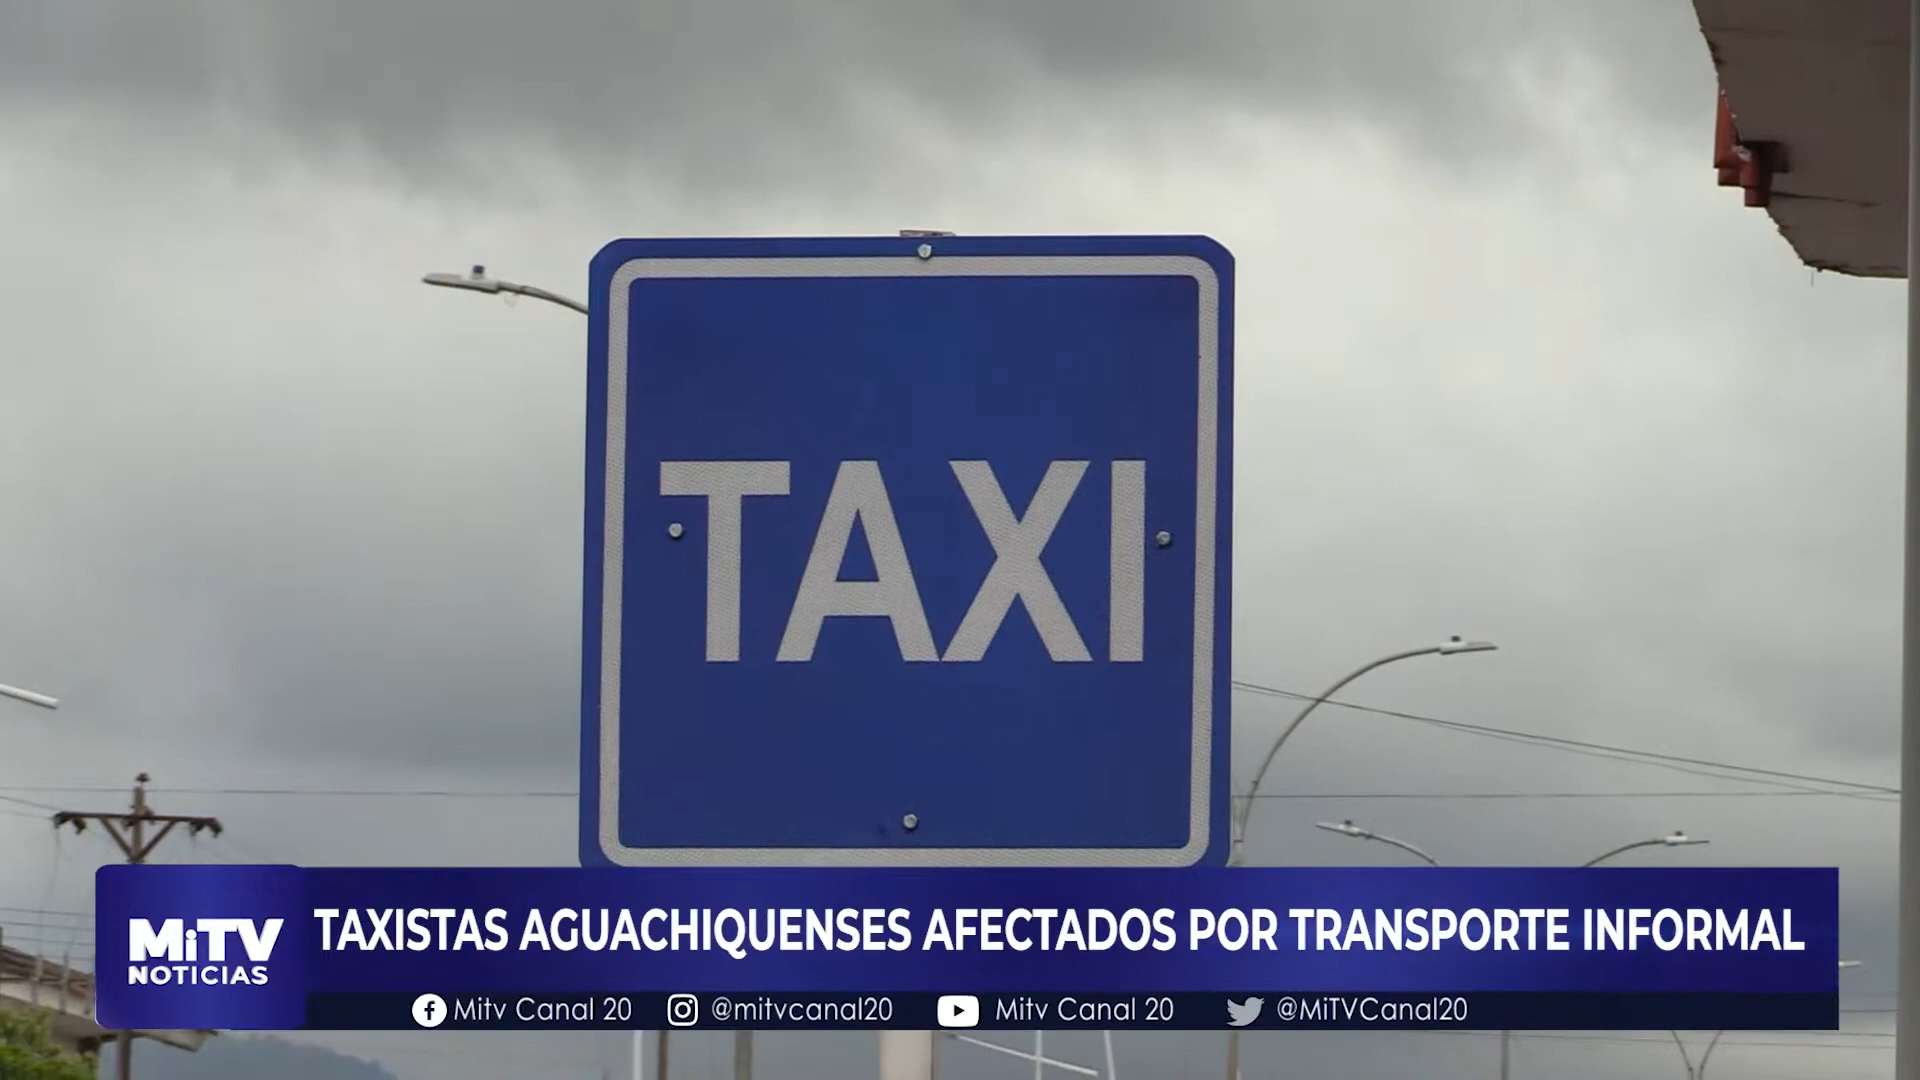 TAXI
MiTV
NOTICIAS
TAXISTAS AGUACHIQUENSES AFECTADOS POR TRANSPORTE INFORMAL
Mitv Canal 20 @mitvcanal20 Mitv Canal 20 @MiTVCanal20